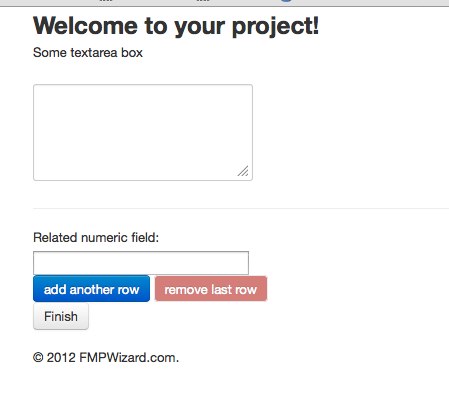 Welcome to your project!
Some textarea box
Related numeric field:
add another row remove last row
Finish
© 2012 FMPWizard.com.